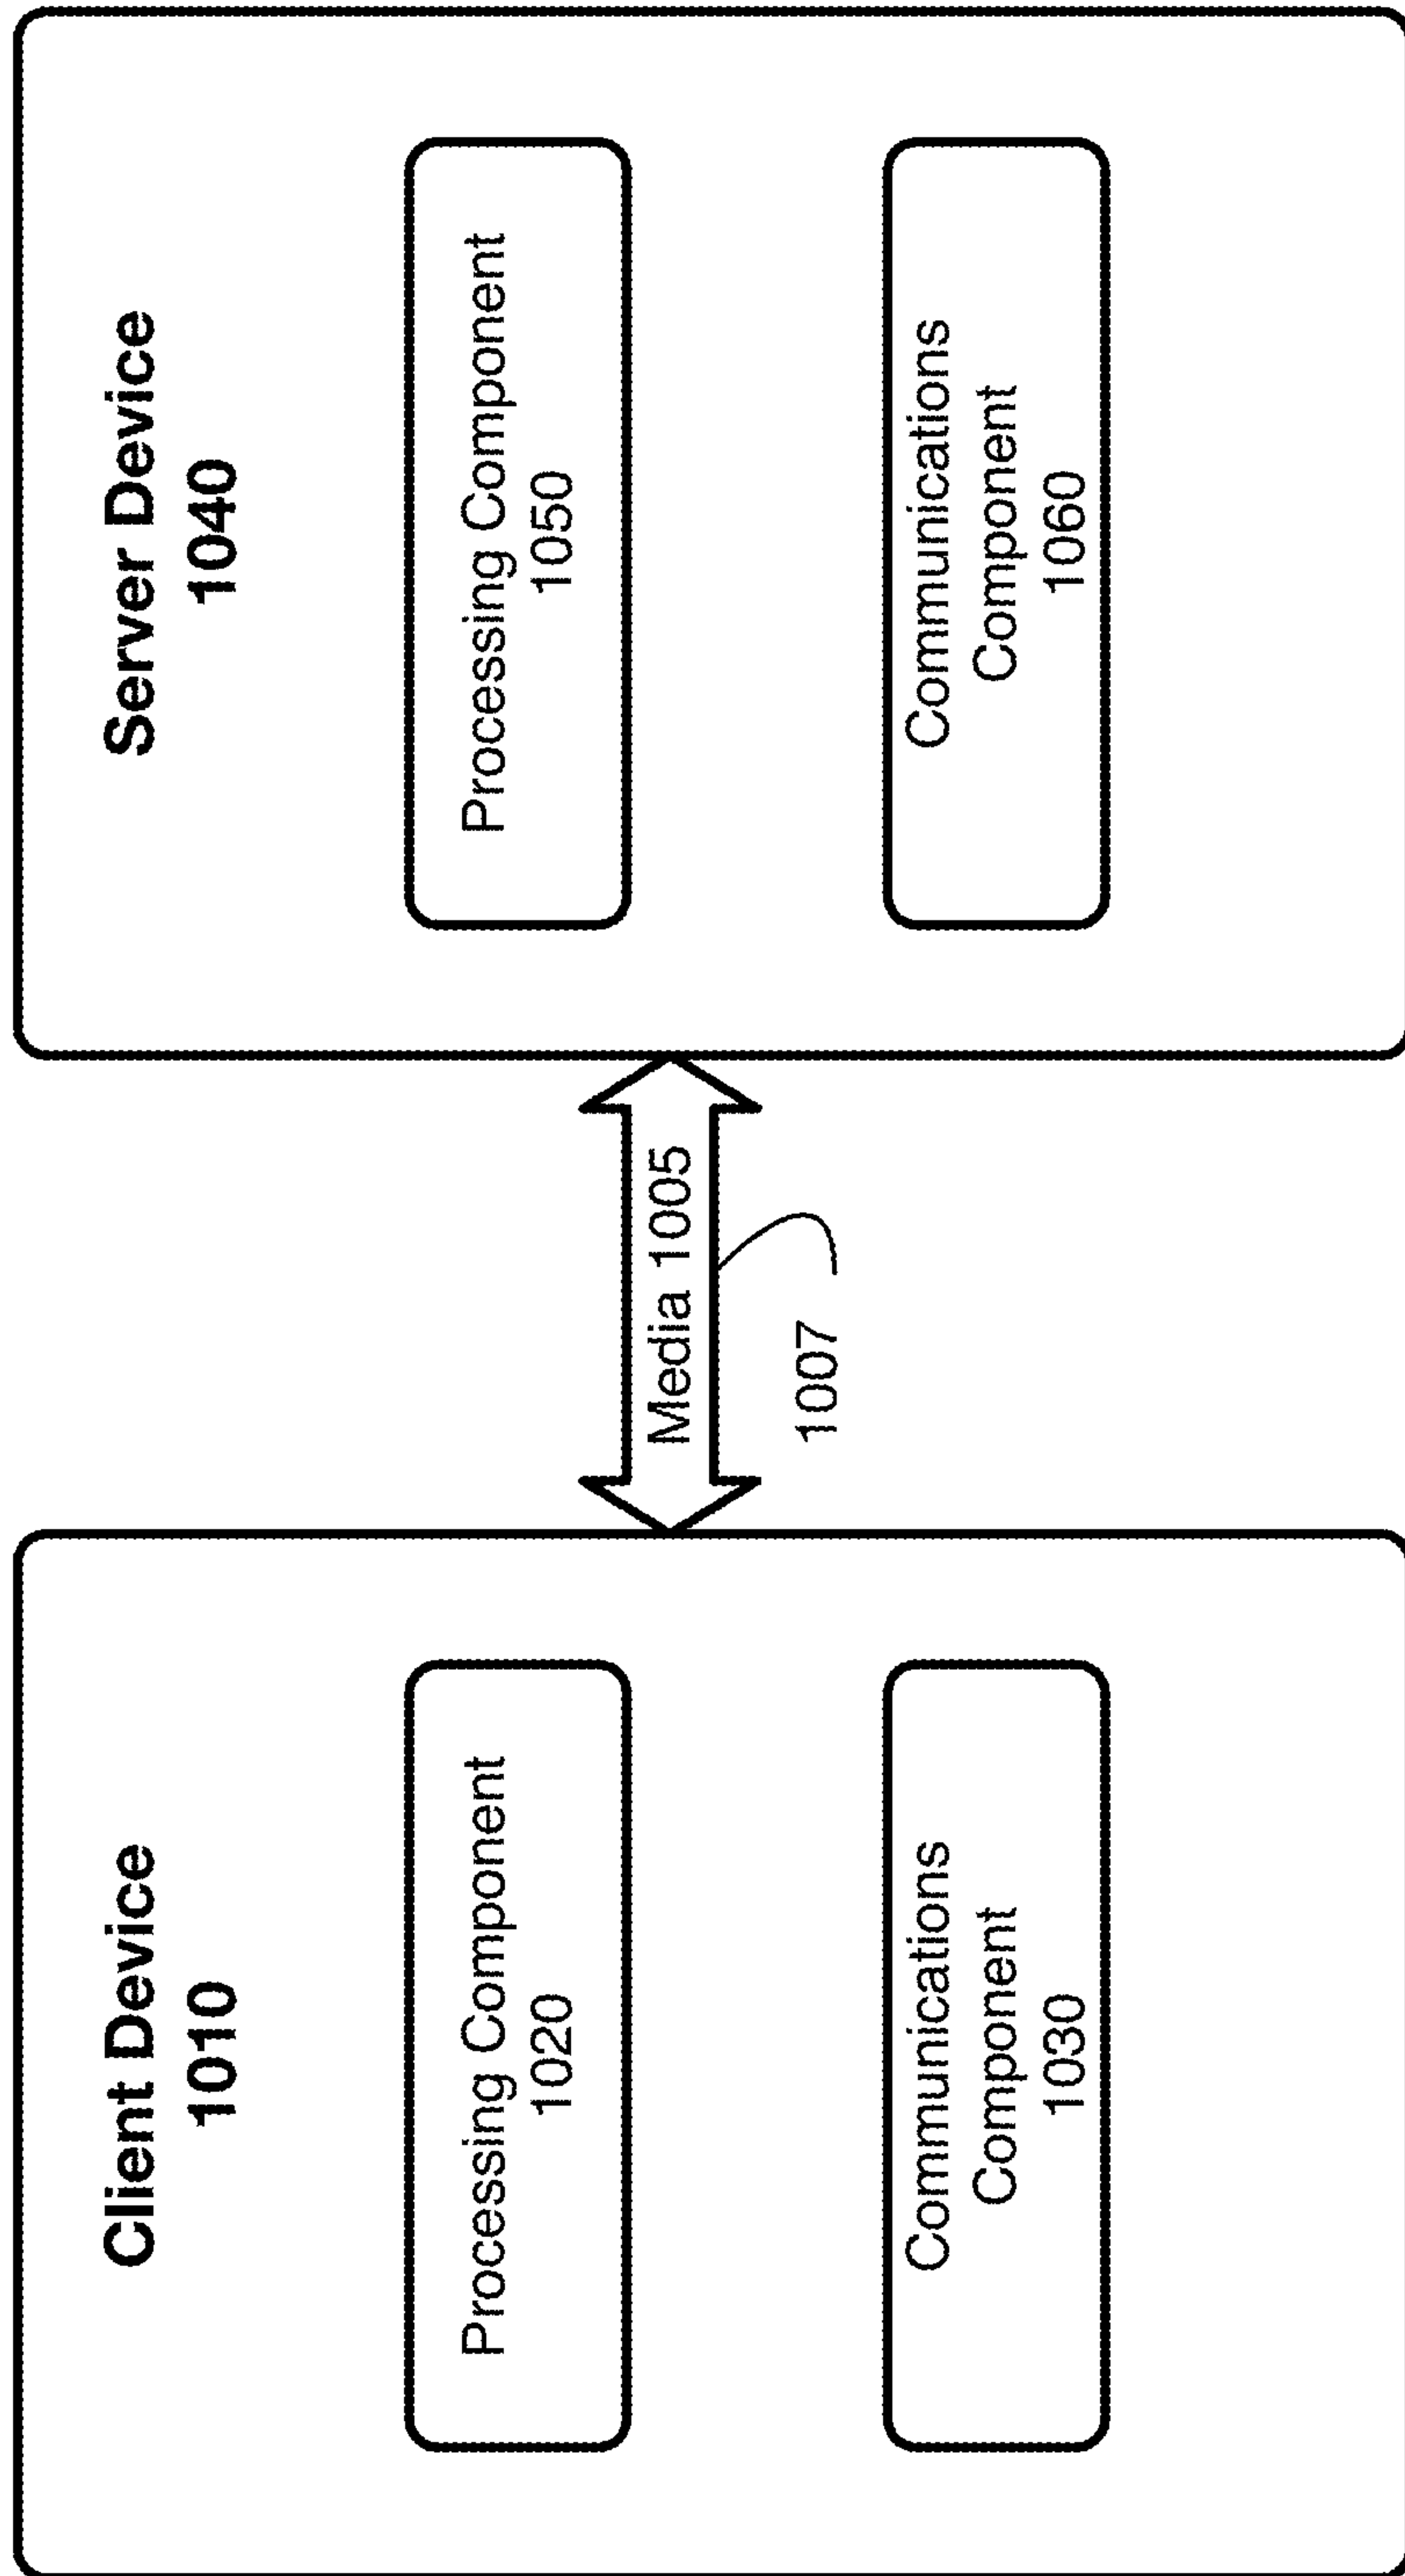 Client Device
1010
Processing Component
1020
Communications
Component
1030
Media 1005
1007
Server Device
1040
Processing Component
1050
Communications
Component
1060